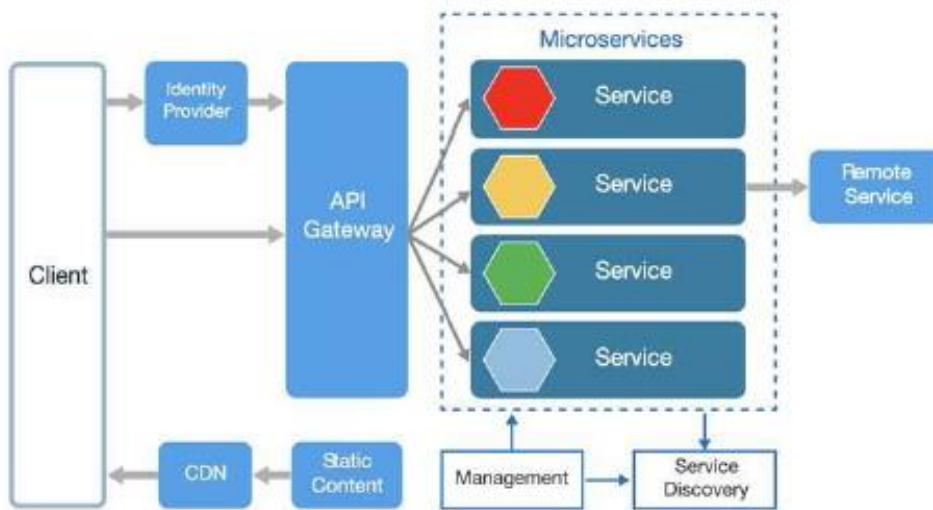 Microservices
Identity
Provider
Service
Service
Remote
Service
API
Gateway
Client
Service
Service
CDN
Static
Content
Management
Service
Discovery